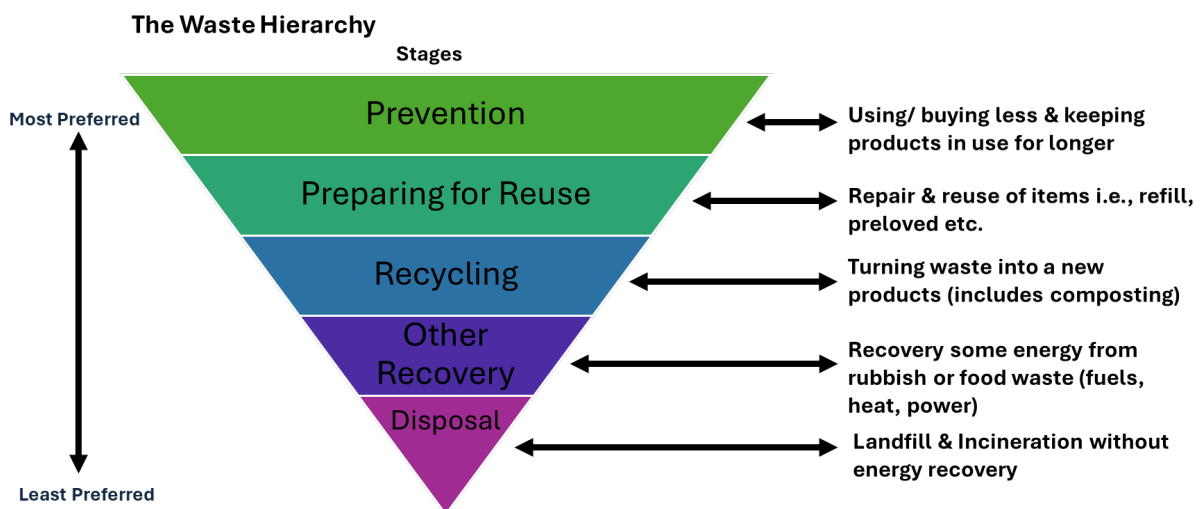 The Waste Hierarchy
Stages
Most Preferred
Prevention
Using/ buying less & keeping
products in use for longer
Preparing for Reuse
Repair & reuse of items i.e., refill,
preloved etc.
Recycling
Turning waste into a new
products (includes composting)
Other
Recovery
Recovery some energy from
rubbish or food waste (fuels,
heat, power)
Disposal
Landfill & Incineration without
energy recovery
Least Preferred